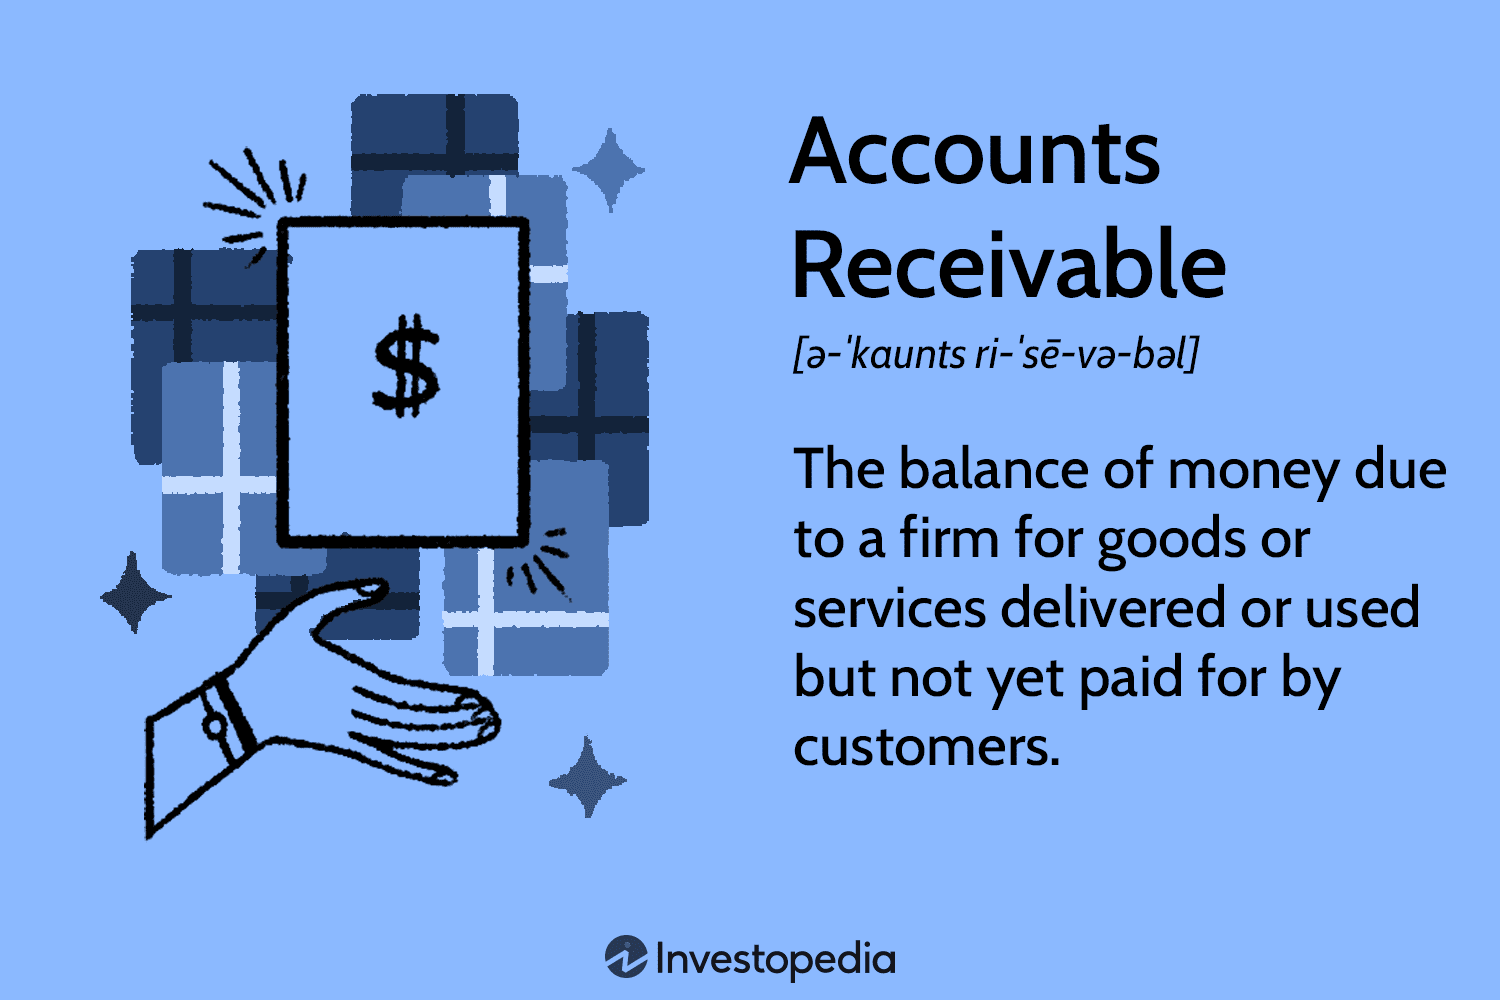 $
Accounts
Receivable
[ə-ˈkaunts ri-ˈsē-və-bəl]
The balance of money due
to a firm for goods or
services delivered or used
but not yet paid for by
customers.
Investopedia